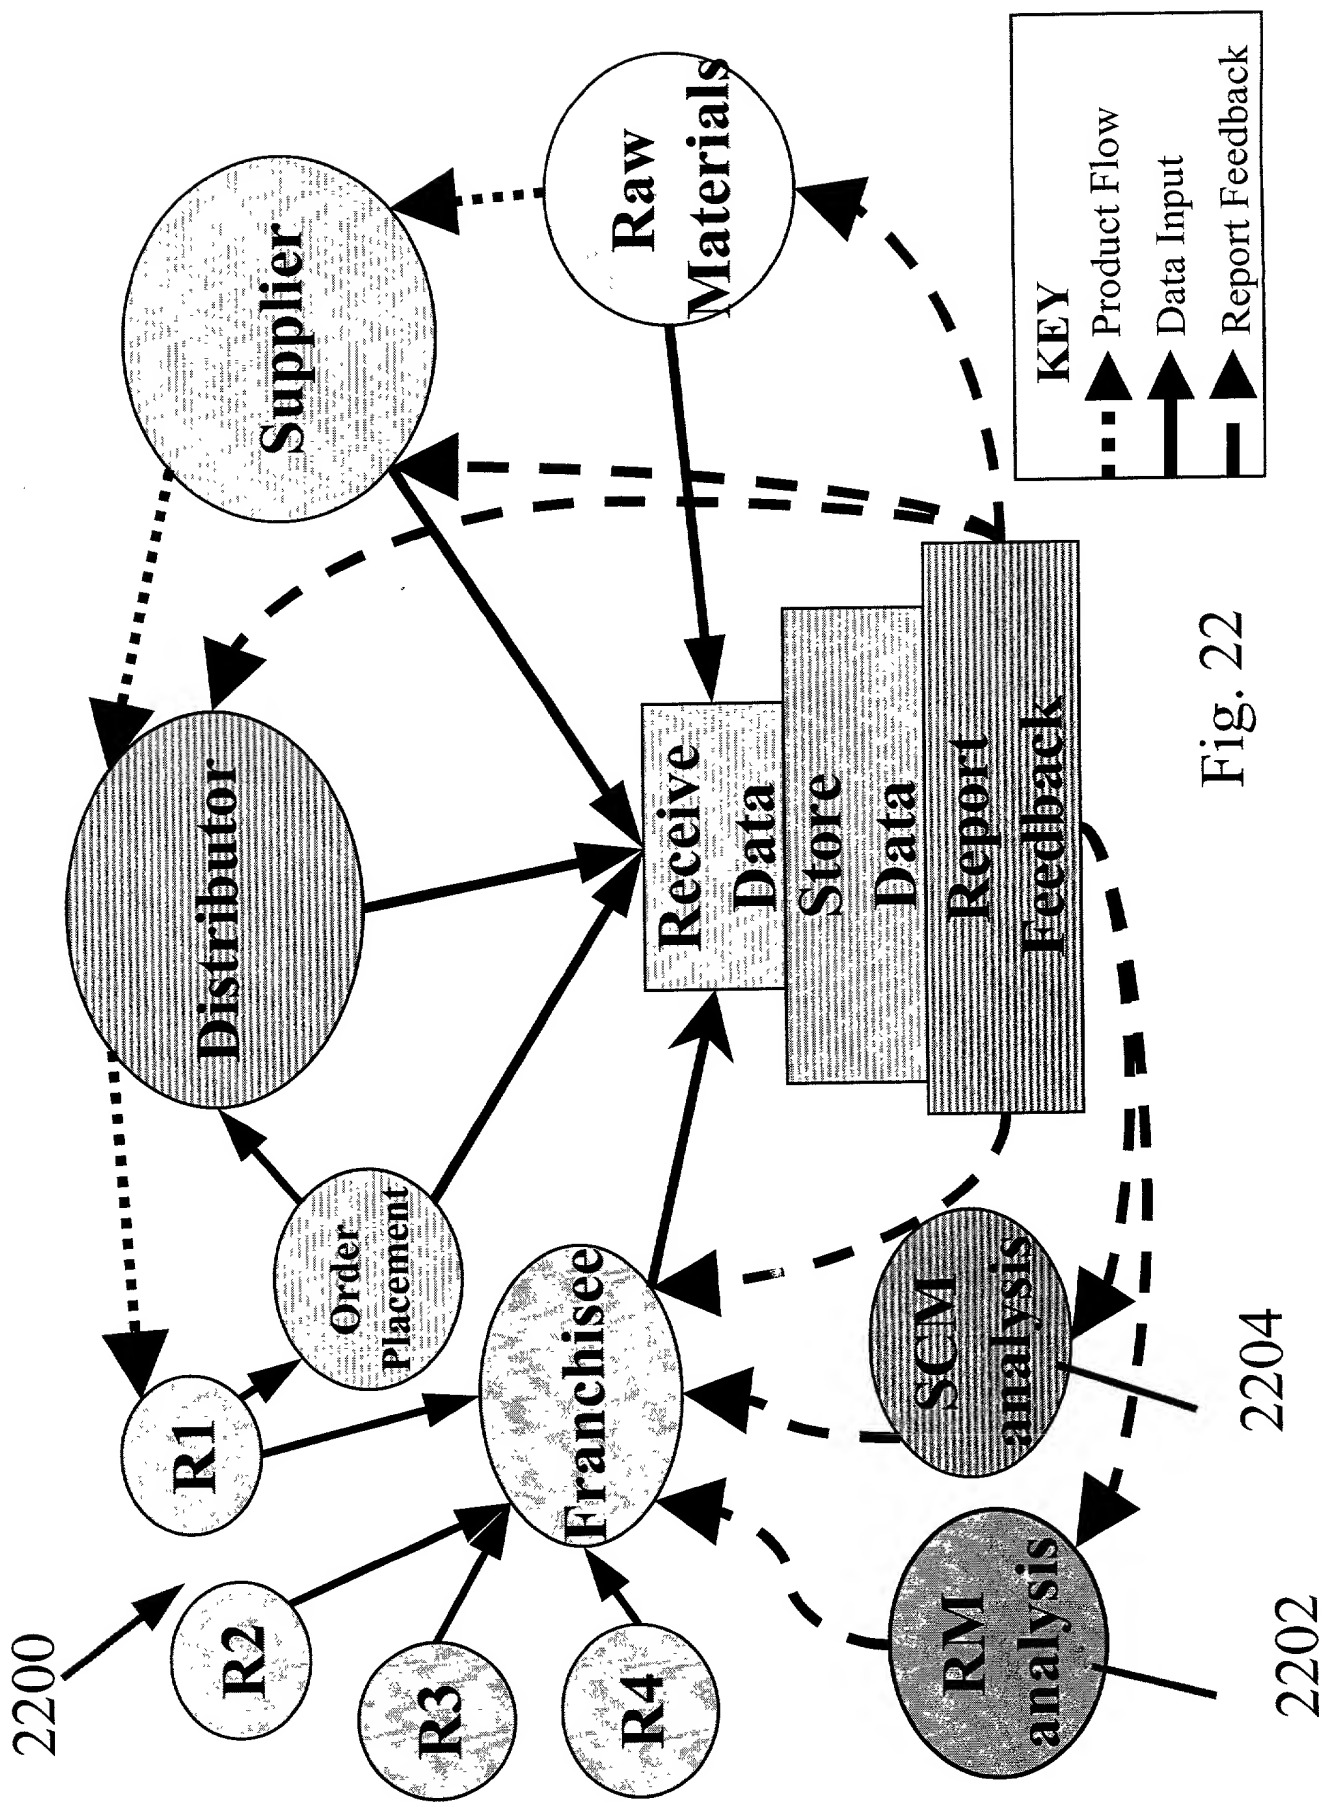 2200
R1
R2
R3
R4
Order
Placement
Distributor
Supplier
Franchisee
Receive
Data
Store
Data
Report
Feedback
Raw
Materials
RM
analysis
SCM
analysis
2202
2204
KEY
Product Flow
Data Input
Report Feedback
Fig. 22